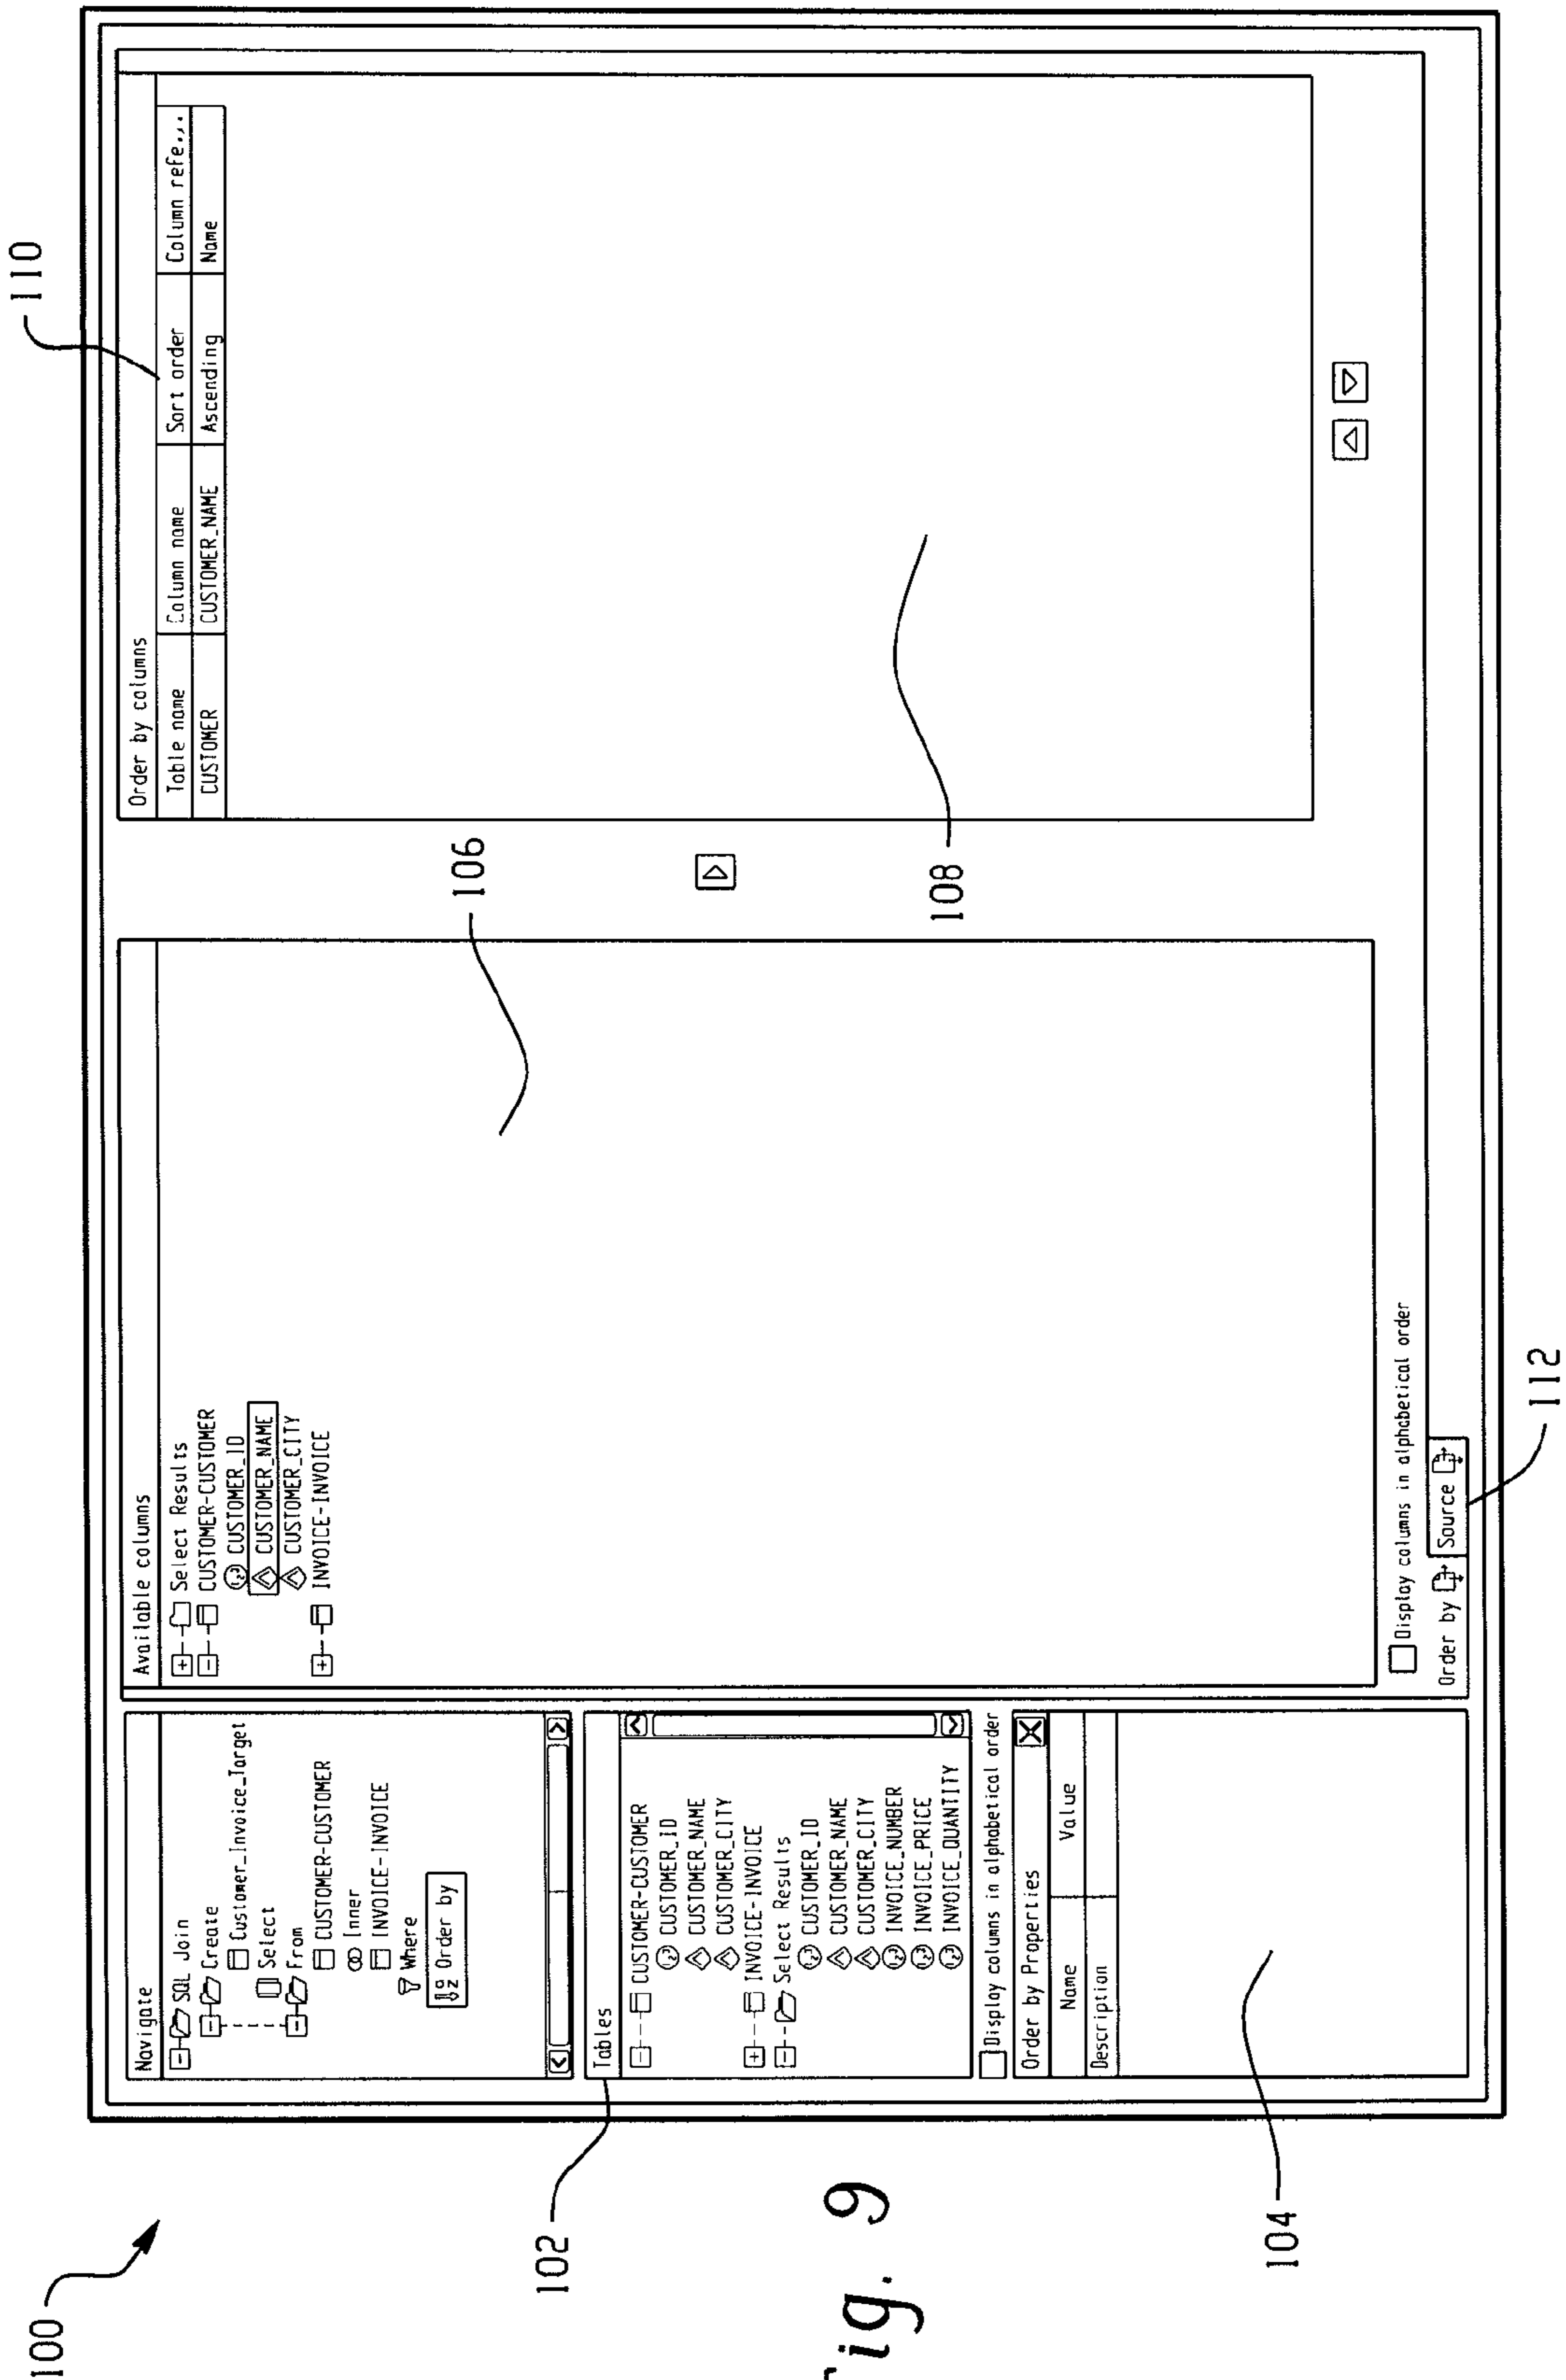 100
Navigate
SQL Join
Create
Customer_Invoice_Target
Select
From
CUSTOMER-CUSTOMER
Inner
INVOICE-INVOICE
Where
AZ Order by
102
Tables
CUSTOMER-CUSTOMER
CUSTOMER_ID
CUSTOMER_NAME
CUSTOMER_CITY
INVOICE-INVOICE
Select Results
CUSTOMER_ID
CUSTOMER_NAME
CUSTOMER_CITY
INVOICE_NUMBER
INVOICE_PRICE
INVOICE_QUANTITY
Display columns in alphabetical order
Order by Properties
Name Value
Description
104
Available columns
Select Results
CUSTOMER-CUSTOMER
CUSTOMER_ID
CUSTOMER_NAME
CUSTOMER_CITY
INVOICE-INVOICE
106
Display columns in alphabetical order
Order by Source
112
110
Order by columns
Table name Column name Sort order Column refe...
CUSTOMER CUSTOMER_NAME Ascending Name
108
Fig. 9